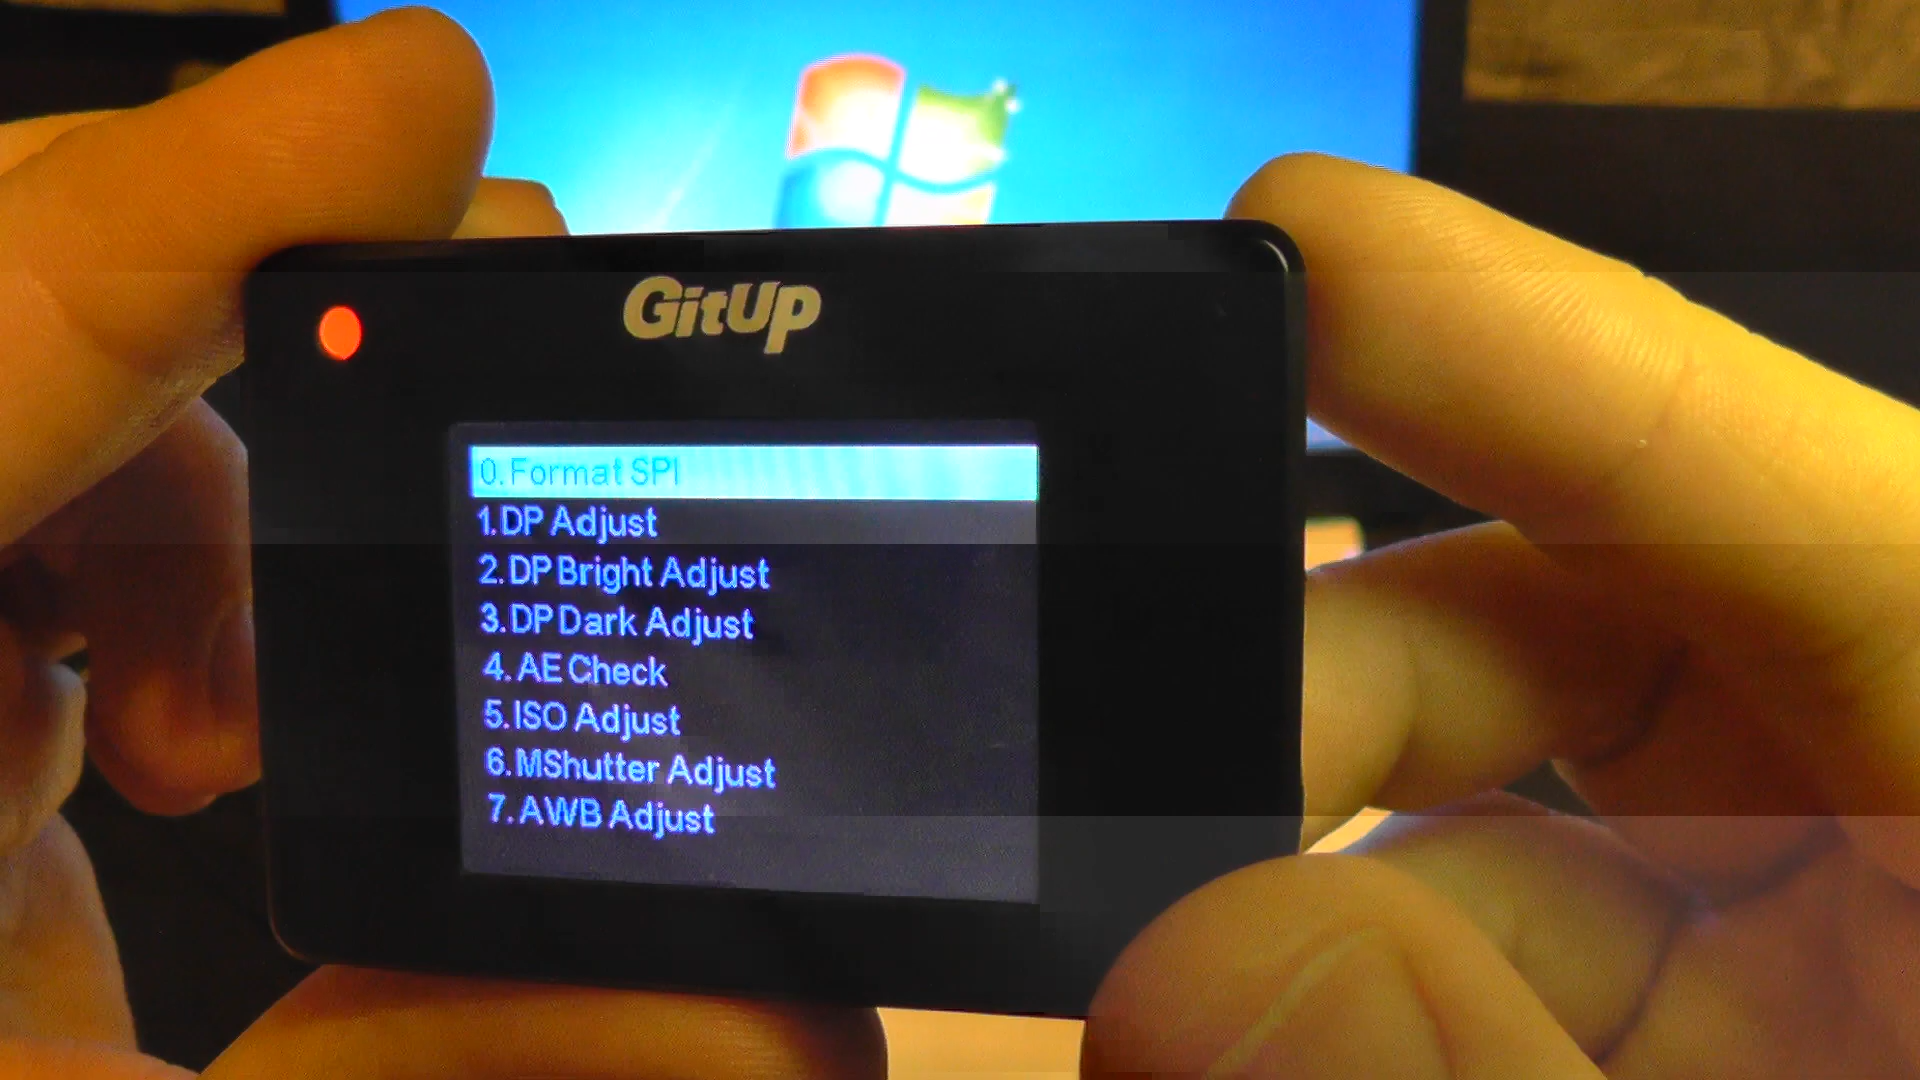 GitUp
0. Format SPI
1. DP Adjust
2. DP Bright Adjust
3. DP Dark Adjust
4. AE Check
5. ISO Adjust
6. MShutter Adjust
7. AWB Adjust